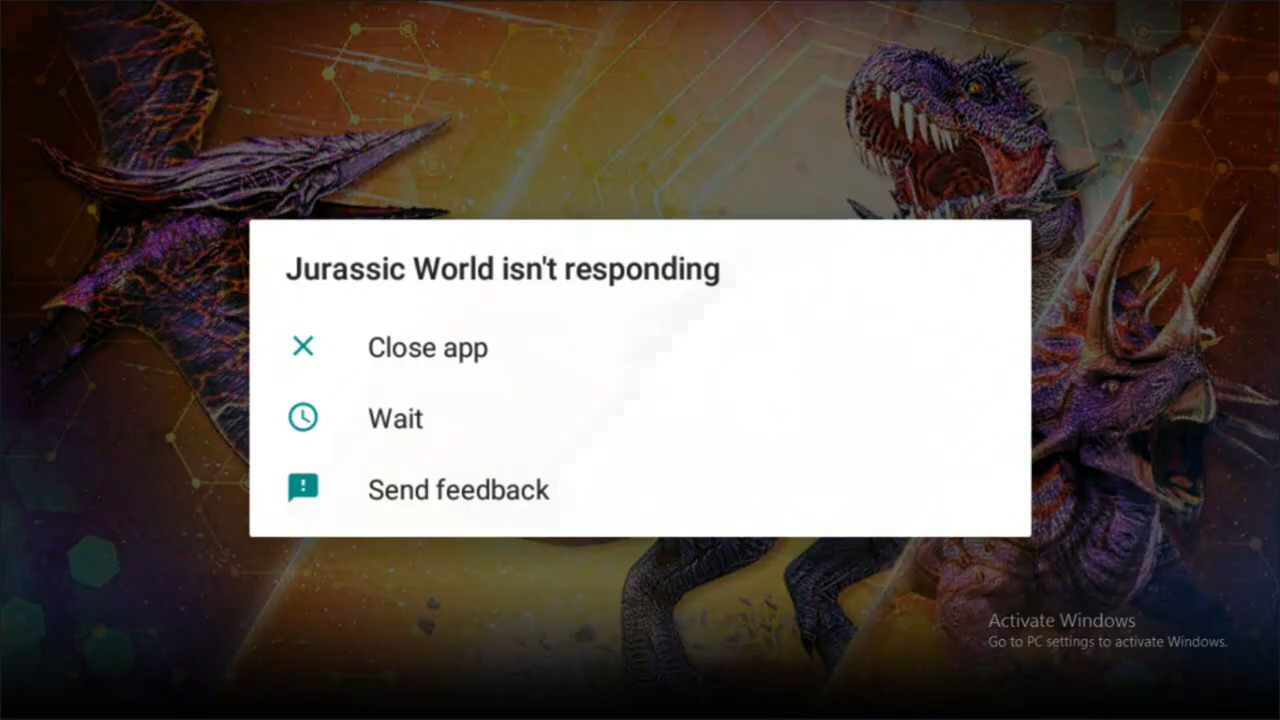 Jurassic World isn't responding
Close app
Wait
Send feedback
Activate Windows
Go to PC settings to activate Windows.